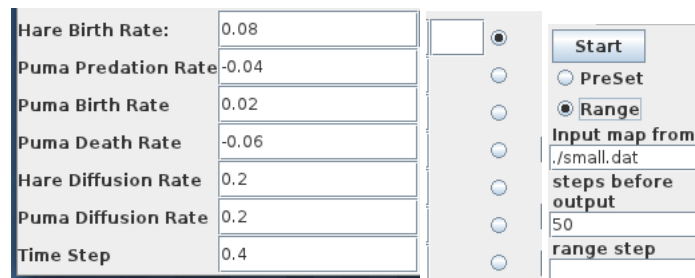 Hare Birth Rate: 0.08
Puma Predation Rate -0.04
Puma Birth Rate 0.02
Puma Death Rate -0.06
Hare Diffusion Rate 0.2
Puma Diffusion Rate 0.2
Time Step 0.4
Start
PreSet
Range
Input map from
./small.dat
steps before
output
50
range step